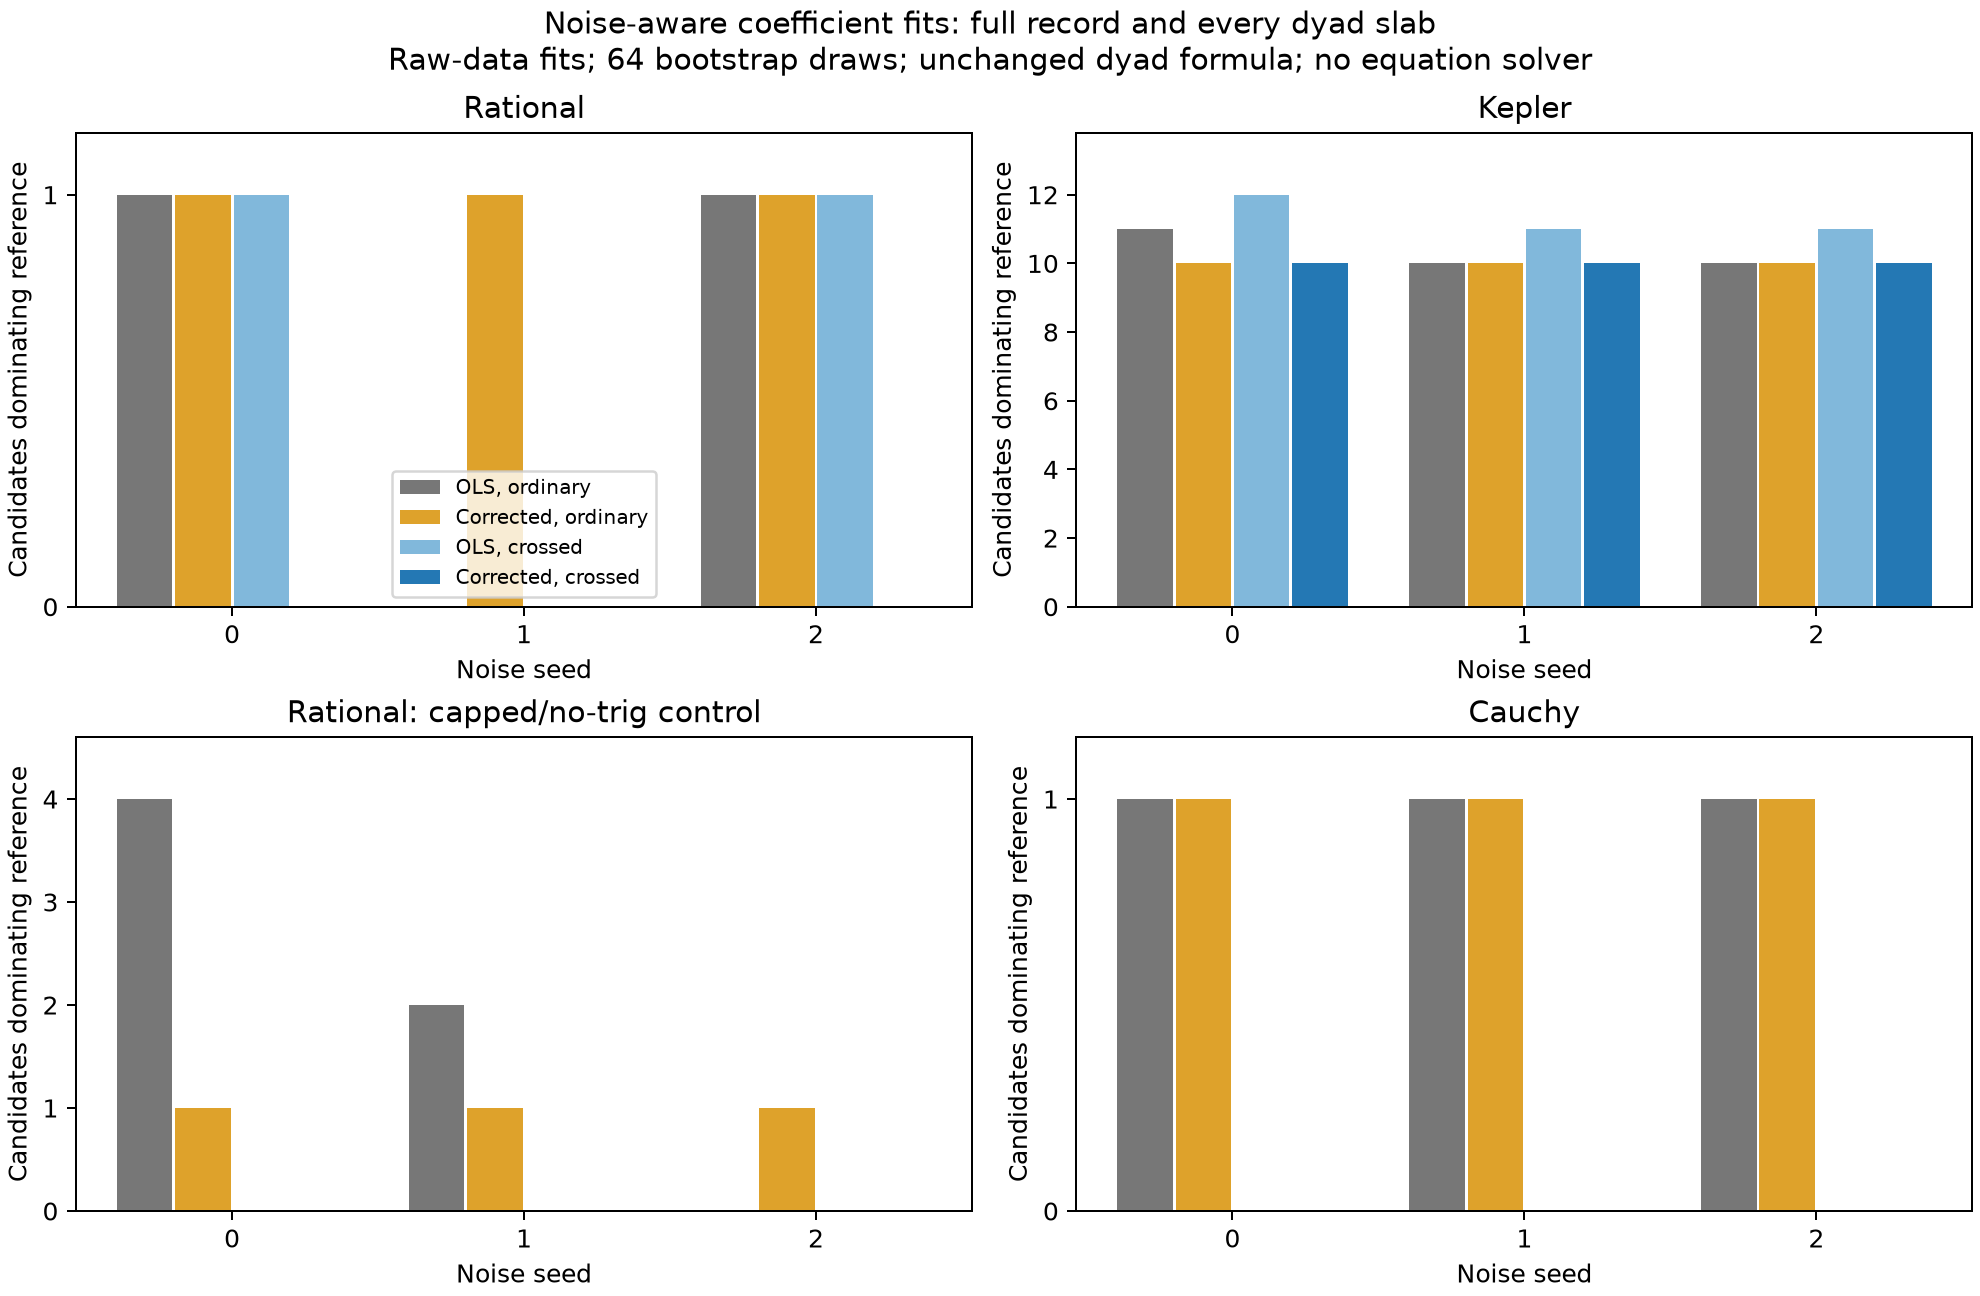 Noise-aware coefficient fits: full record and every dyad slab
Raw-data fits; 64 bootstrap draws; unchanged dyad formula; no equation solver
Rational
Candidates dominating reference
1
0
OLS, ordinary
Corrected, ordinary
OLS, crossed
Corrected, crossed
0 1 2
Noise seed
Kepler
Candidates dominating reference
12
10
8
6
4
2
0
0 1 2
Noise seed
Rational: capped/no-trig control
Candidates dominating reference
4
3
2
1
0
0 1 2
Noise seed
Cauchy
Candidates dominating reference
1
0
0 1 2
Noise seed